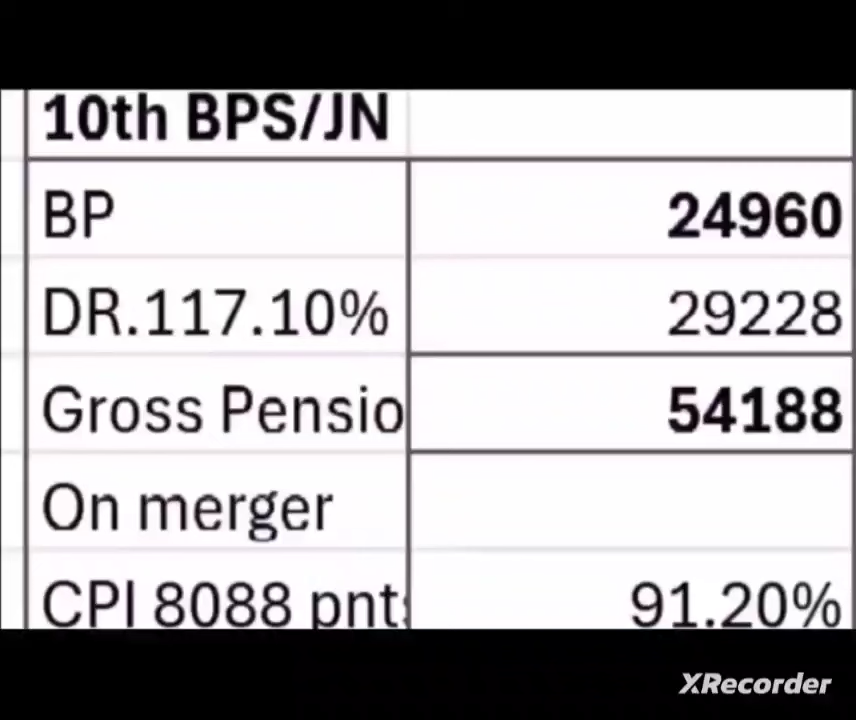 10th BPS/JN
BP 24960
DR.117.10% 29228
Gross Pensio 54188
On merger
CPI 8088 pnt 91.20%
XRecorder